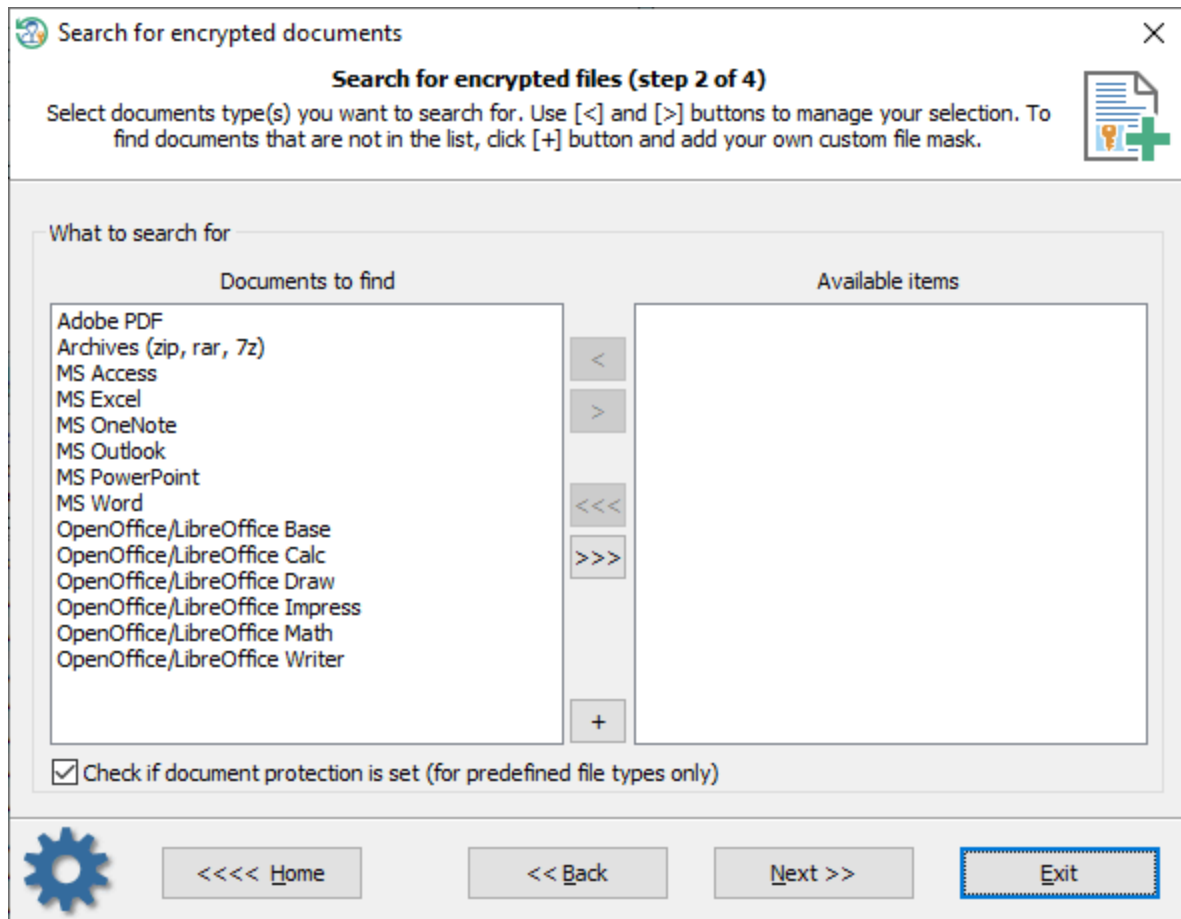 Search for encrypted documents
Search for encrypted files (step 2 of 4)
Select documents type(s) you want to search for. Use [<] and [>] buttons to manage your selection. To
find documents that are not in the list, click [+] button and add your own custom file mask.
What to search for
Documents to find
Available items
Adobe PDF
Archives (zip, rar, 7z)
MS Access
MS Excel
MS OneNote
MS Outlook
MS PowerPoint
MS Word
OpenOffice/LibreOffice Base
OpenOffice/LibreOffice Calc
OpenOffice/LibreOffice Draw
OpenOffice/LibreOffice Impress
OpenOffice/LibreOffice Math
OpenOffice/LibreOffice Writer
<
>
<<<
>>>
+
Check if document protection is set (for predefined file types only)
<<<< Home
<< Back
Next >>
Exit